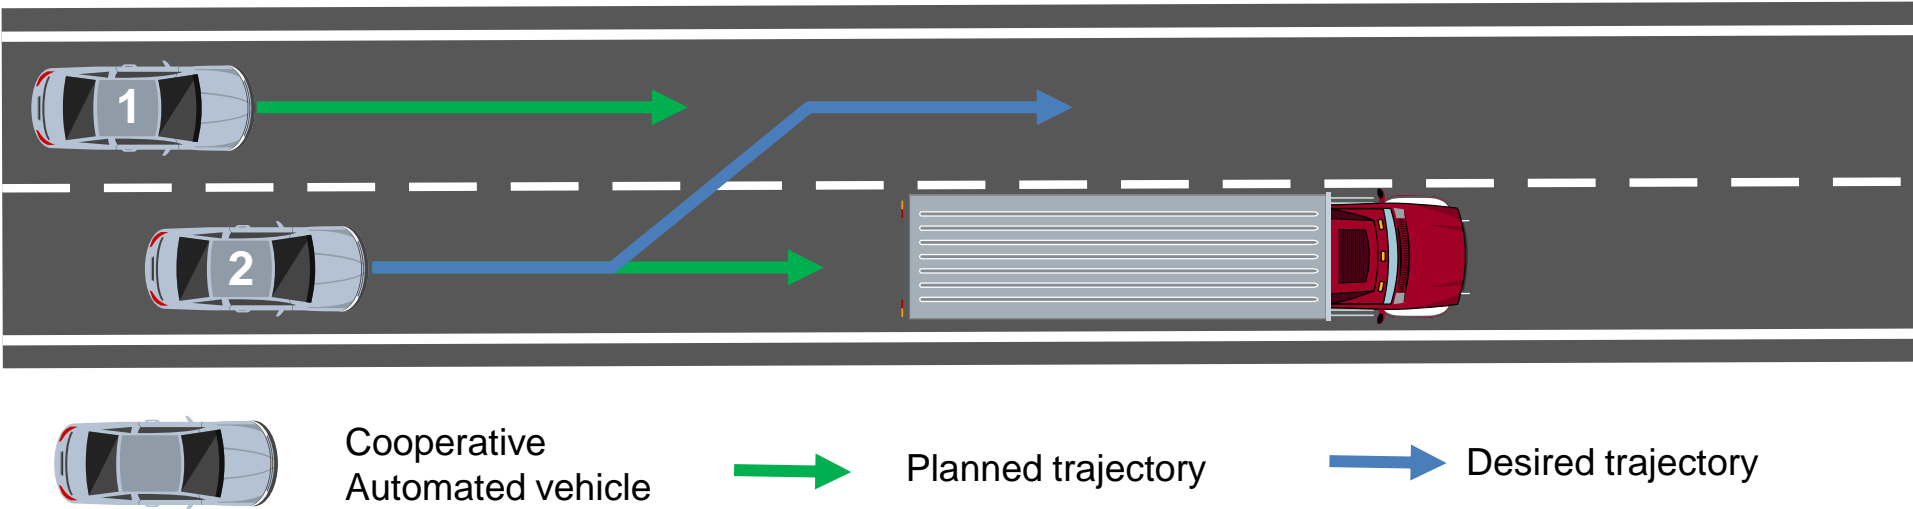 1
2
Cooperative
Automated vehicle
Planned trajectory
Desired trajectory